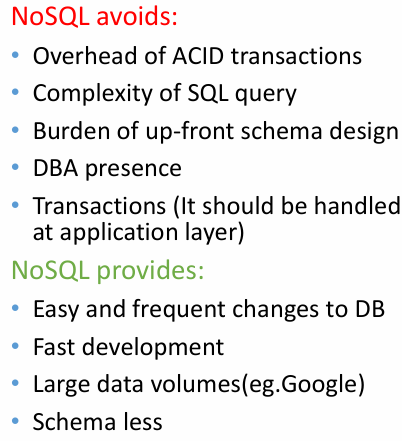 NoSQL avoids:
• Overhead of ACID transactions
• Complexity of SQL query
• Burden of up-front schema design
• DBA presence
• Transactions (It should be handled
at application layer)
NoSQL provides:
• Easy and frequent changes to DB
• Fast development
• Large data volumes(eg.Google)
• Schema less